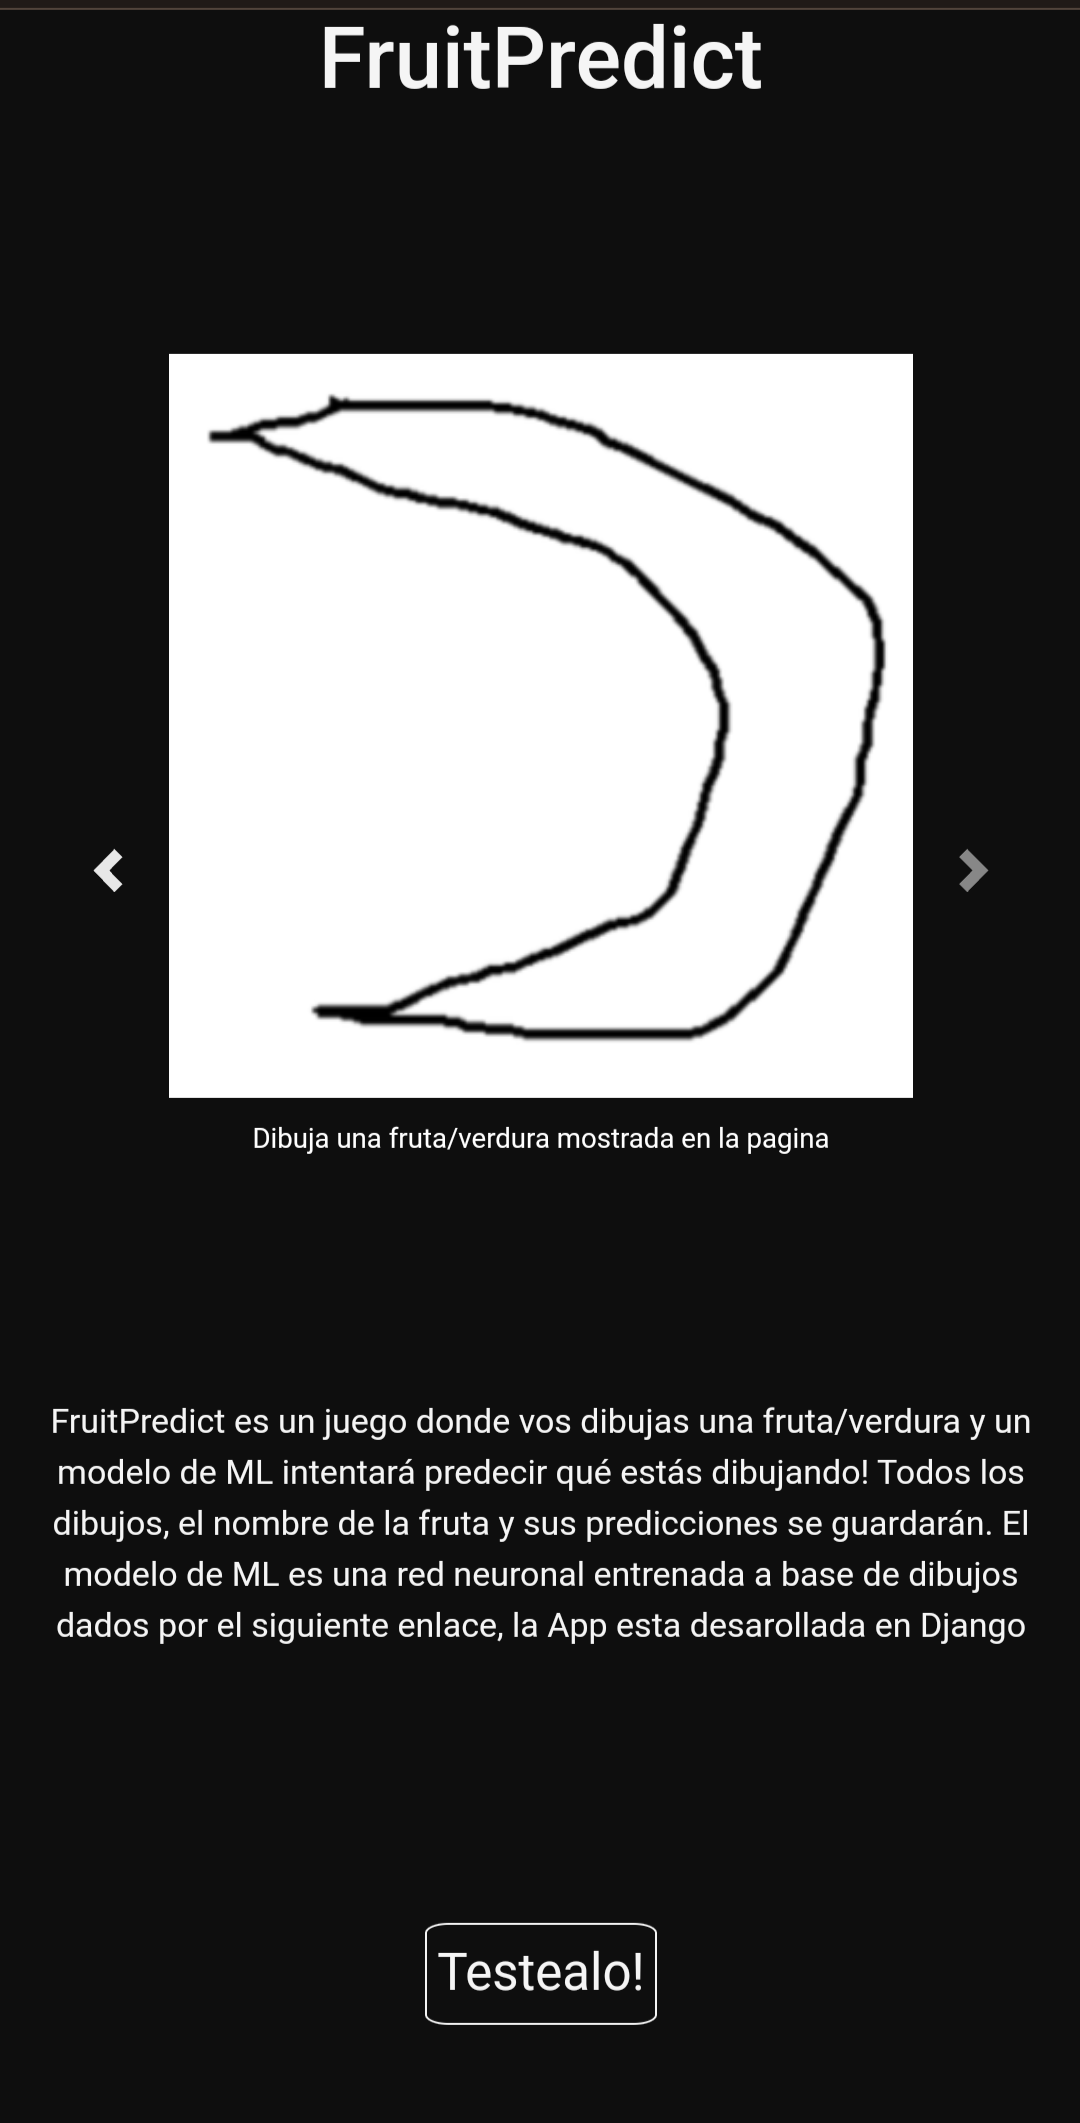 FruitPredict
Dibuja una fruta/verdura mostrada en la pagina
FruitPredict es un juego donde vos dibujas una fruta/verdura y un
modelo de ML intentará predecir qué estás dibujando! Todos los
dibujos, el nombre de la fruta y sus predicciones se guardarán. El
modelo de ML es una red neuronal entrenada a base de dibujos
dados por el siguiente enlace, la App esta desarollada en Django
Testealo!